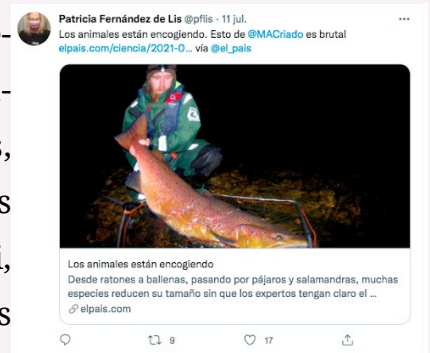 Patricia Fernández de Lis @pflis · 11 jul.
Los animales están encogiendo. Esto de @MACriado es brutal
elpais.com/ciencia/2021-0... vía @el_pais
Los animales están encogiendo
Desde ratones a ballenas, pasando por pájaros y salamandras, muchas
especies reducen su tamaño sin que los expertos tengan claro el ...
elpais.com
9
17